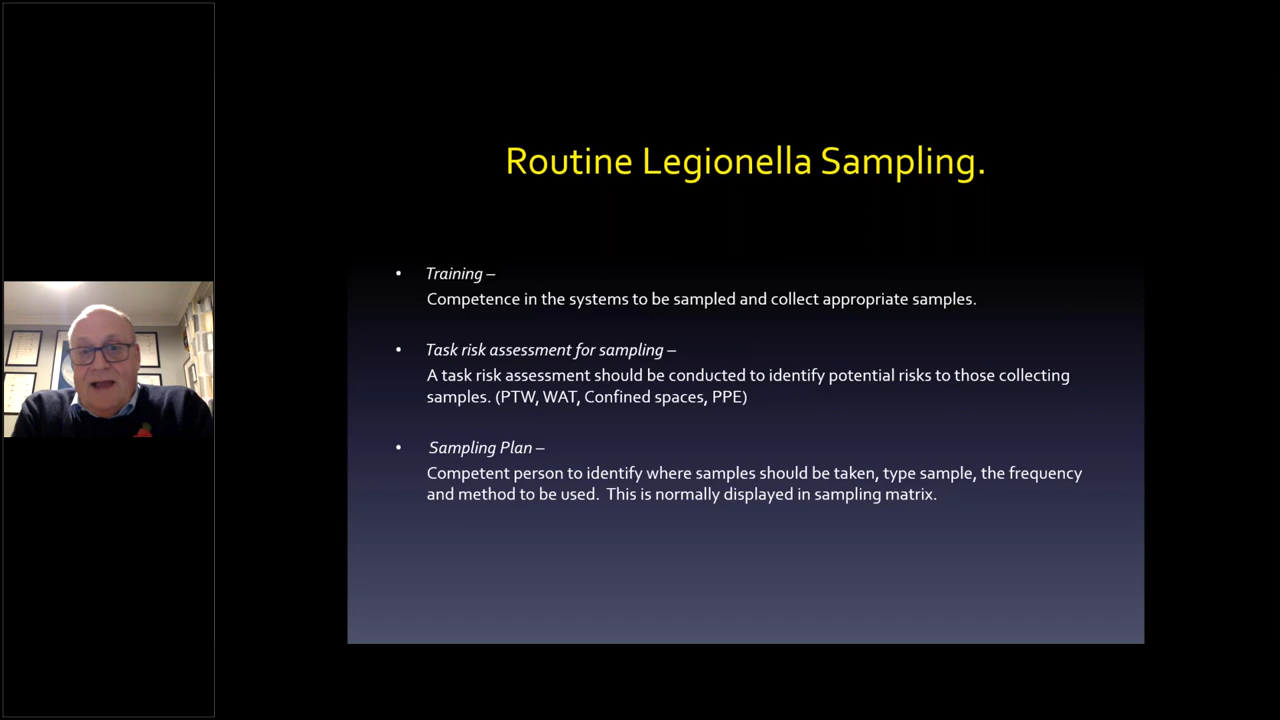 Routine Legionella Sampling.
• Training –
Competence in the systems to be sampled and collect appropriate samples.
• Task risk assessment for sampling –
A task risk assessment should be conducted to identify potential risks to those collecting
samples. (PTW, WAT, Confined spaces, PPE)
• Sampling Plan –
Competent person to identify where samples should be taken, type sample, the frequency
and method to be used. This is normally displayed in sampling matrix.